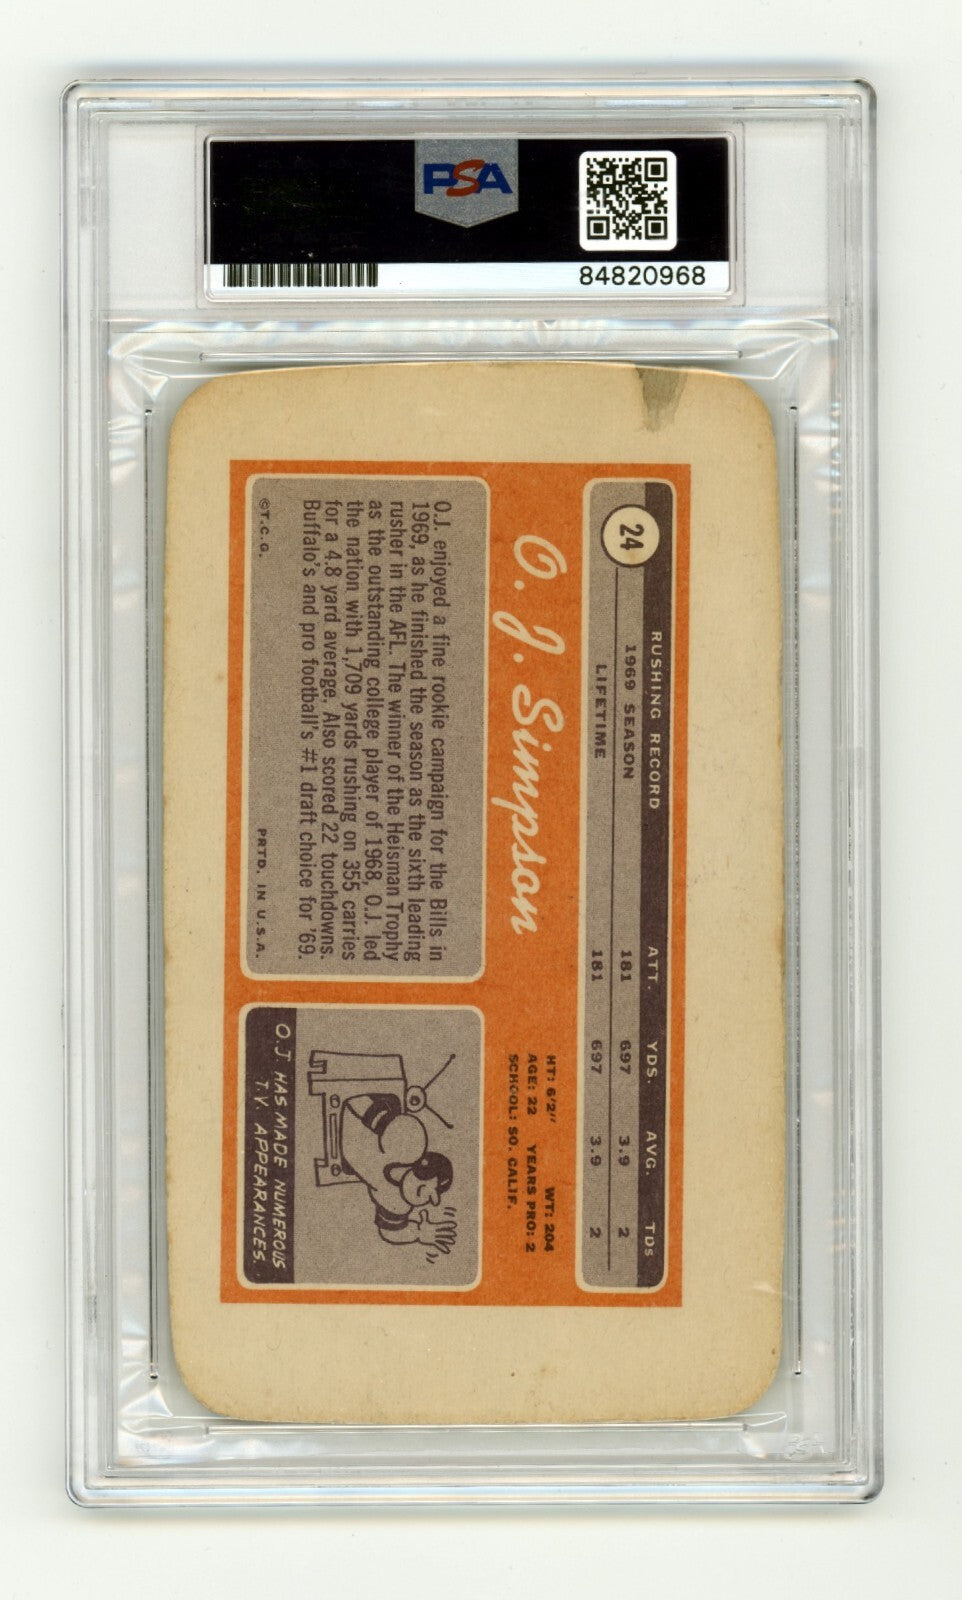 PSA
84820968
24
RUSHING RECORD ATT. YDS. AVG. TDS
1969 SEASON 181 697 3.9 2
LIFETIME 181 697 3.9 2
O. J. Simpson
HT: 6'2" WT: 204
AGE: 22 YEARS PRO: 2
SCHOOL: SO. CALIF.
O.J. enjoyed a fine rookie campaign for the Bills in
1969, as he finished the season as the sixth leading
rusher in the AFL. The winner of the Heisman Trophy
as the outstanding college player of 1968, O.J. led
the nation with 1,709 yards rushing on 355 carries
for a 4.8 yard average. Also scored 22 touchdowns.
Buffalo's and pro football's #1 draft choice for '69.
©T.C.G. PRTD. IN U.S.A.
O.J. HAS MADE NUMEROUS
T.V. APPEARANCES.